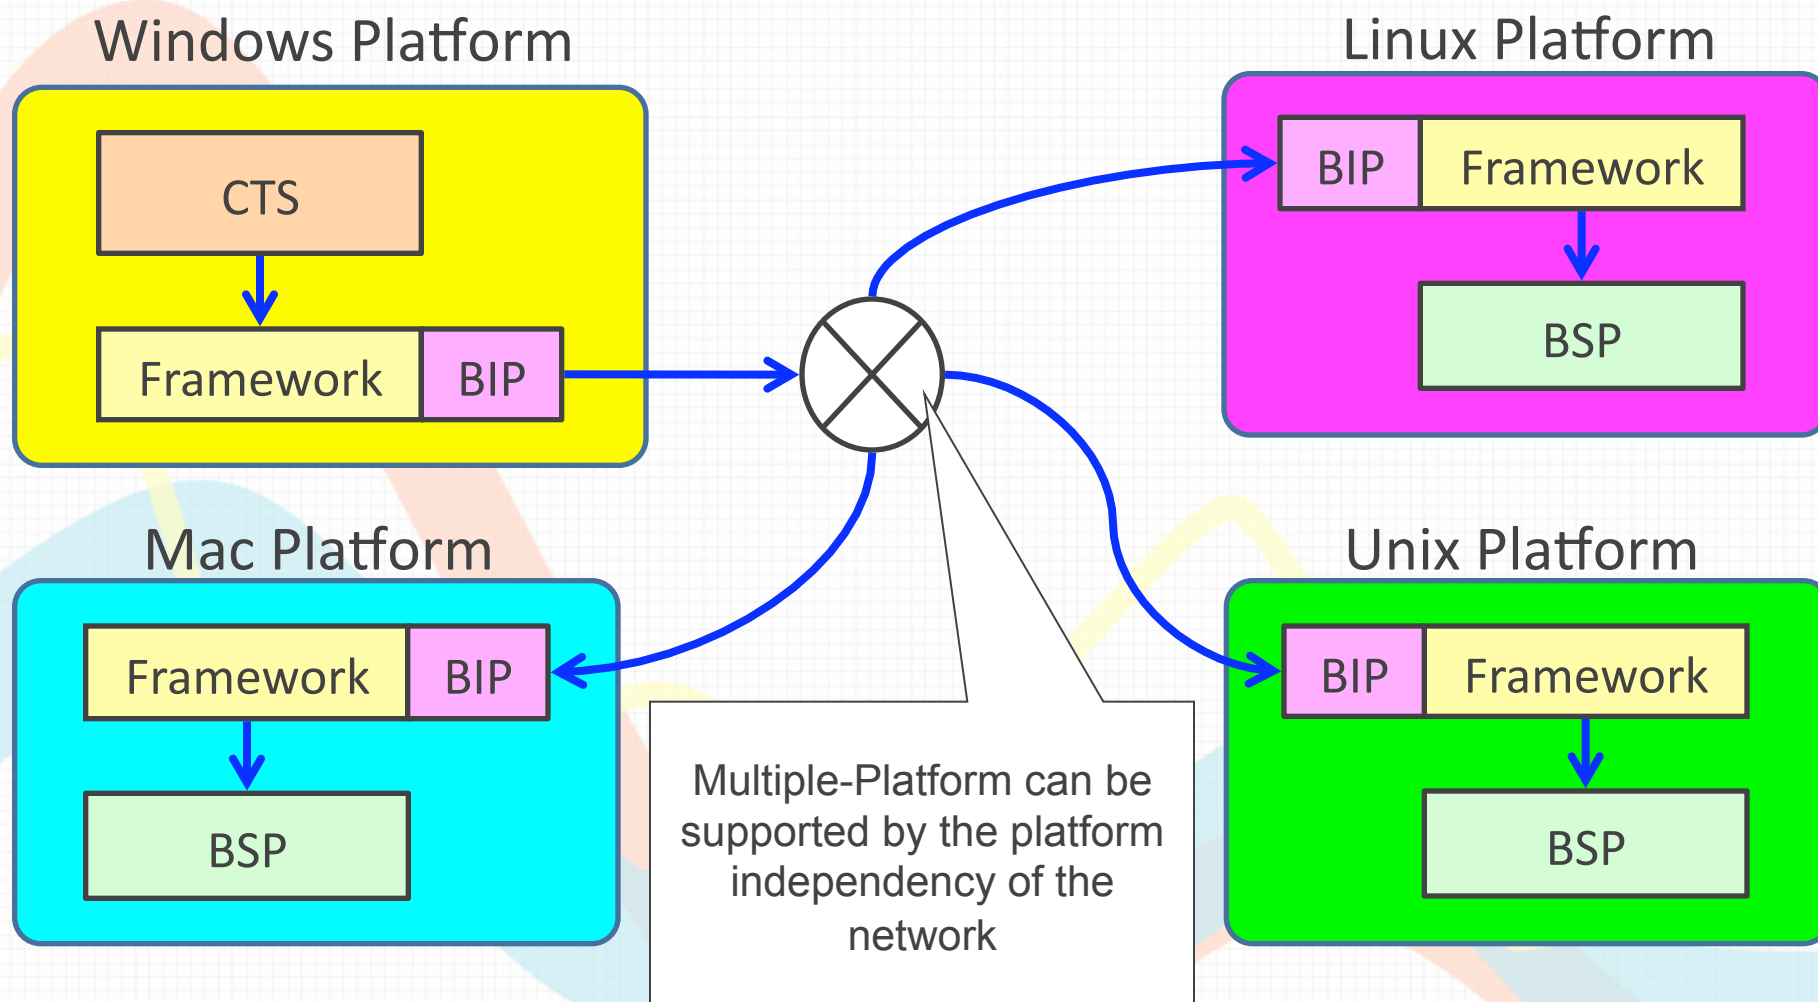 Windows Platform
CTS
Framework
BIP
Linux Platform
BIP
Framework
BSP
Mac Platform
Framework
BIP
BSP
Unix Platform
BIP
Framework
BSP
Multiple-Platform can be
supported by the platform
independency of the
network